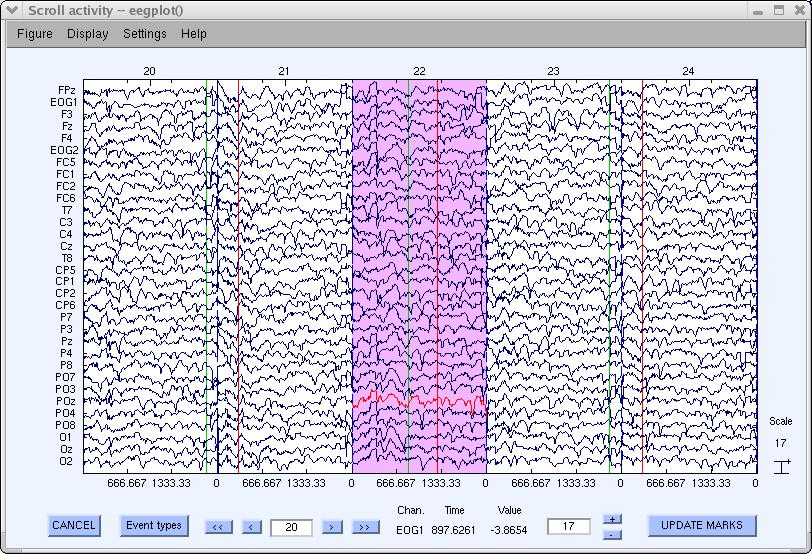 Scroll activity -- eegplot()
Figure Display Settings Help
20 21 22 23 24
FPz
EOG1
F3
Fz
F4
EOG2
FC5
FC1
FC2
FC6
T7
C3
C4
Cz
T8
CP5
CP1
CP2
CP6
P7
P3
Pz
P4
P8
PO7
PO3
POz
PO4
PO8
O1
Oz
O2
Scale
17
666.667 1333.33 0 666.667 1333.33 0 666.667 1333.33 0 666.667 1333.33 0 666.667 1333.33 0
Chan. Time Value
CANCEL Event types << < 20 > >> EOG1 897.6261 -3.8654 17 + - UPDATE MARKS